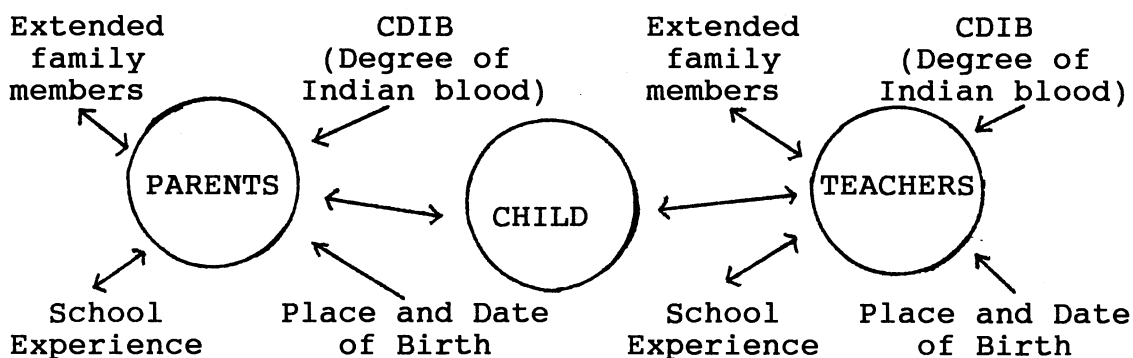 Extended
family
members
CDIB
(Degree of
Indian blood)
Extended
family
members
CDIB
(Degree of
Indian blood)
PARENTS
CHILD
TEACHERS
School
Experience
Place and Date
of Birth
School
Experience
Place and Date
of Birth